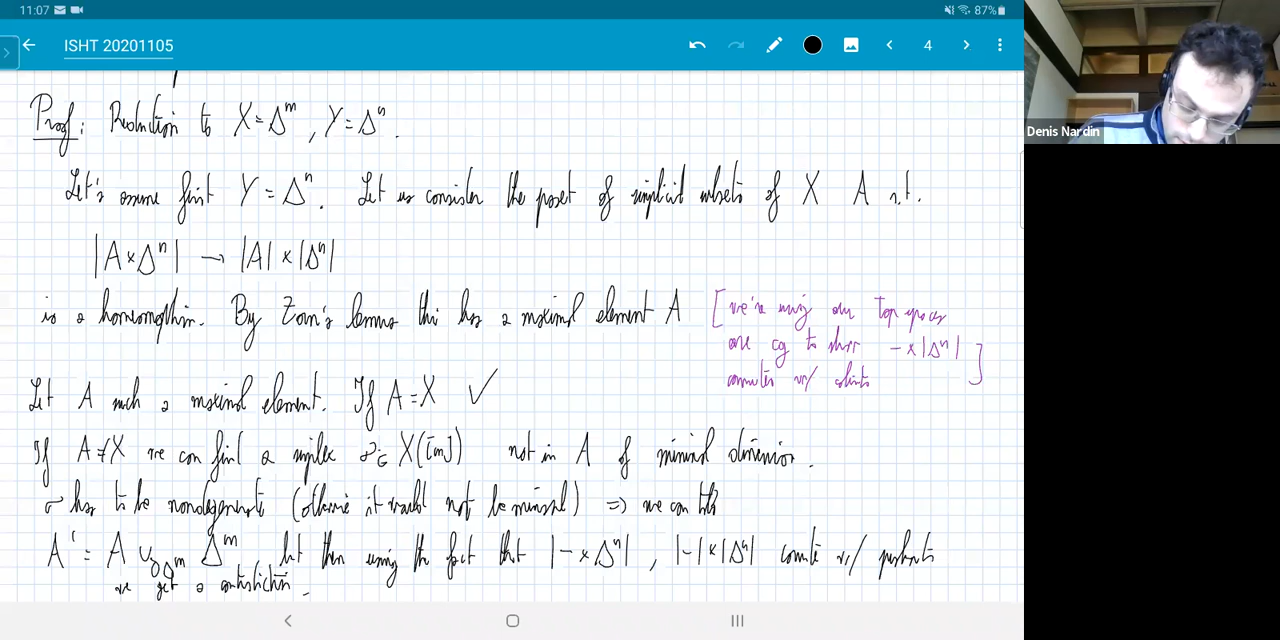 11:07
87%
ISHT 20201105
4
Denis Nardin
Proof: Reduction to X = Δ^m, Y = Δ^n.
Let's assume first Y = Δ^n. Let us consider the poset of simplicial subsets of X A s.t.
|A × Δ^n| → |A| × |Δ^n|
is a homeomorphism. By Zorn's lemma this has a maximal element A
[we're using our top spaces
are cg to show − × |Δ^n|
commutes w/ colimits]
Let A such a maximal element. If A = X ✓
If A ≠ X we can find a simplex σ ∈ X([m]) not in A of minimal dimension.
σ has to be nondegenerate (otherwise it would not be minimal) ⇒ we can
A' = A ∪_{∂Δ^m} Δ^m but then using the fact that |− × Δ^n|, |−| × |Δ^n| commute w/ pushouts
we get a contradiction.